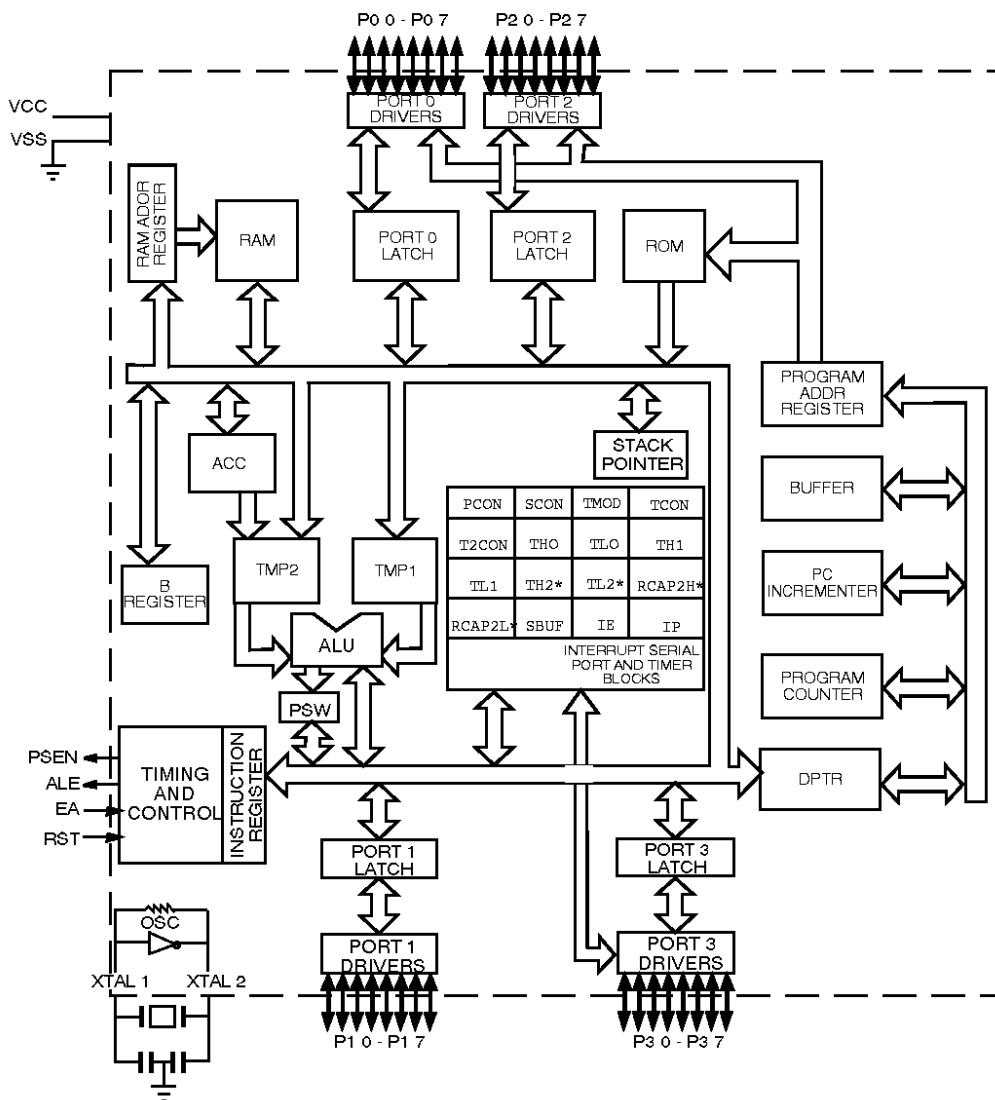 P0 0 - P0 7
P2 0 - P2 7
PORT 0
DRIVERS
PORT 2
DRIVERS
VCC
VSS
RAM ADDR
REGISTER
RAM
PORT 0
LATCH
PORT 2
LATCH
ROM
PROGRAM
ADDR
REGISTER
STACK
POINTER
ACC
BUFFER
PCON SCON TMOD TCON
T2CON TH0 TL0 TH1
TL1 TH2* TL2* RCAP2H*
RCAP2L* SBUF IE IP
INTERRUPT SERIAL
PORT AND TIMER
BLOCKS
B
REGISTER
TMP2
TMP1
PC
INCREMENTER
ALU
PSW
PROGRAM
COUNTER
PSEN
ALE
EA
RST
TIMING
AND
CONTROL
INSTRUCTION
REGISTER
DPTR
PORT 1
LATCH
PORT 3
LATCH
OSC
PORT 1
DRIVERS
PORT 3
DRIVERS
XTAL 1
XTAL 2
P1 0 - P1 7
P3 0 - P3 7